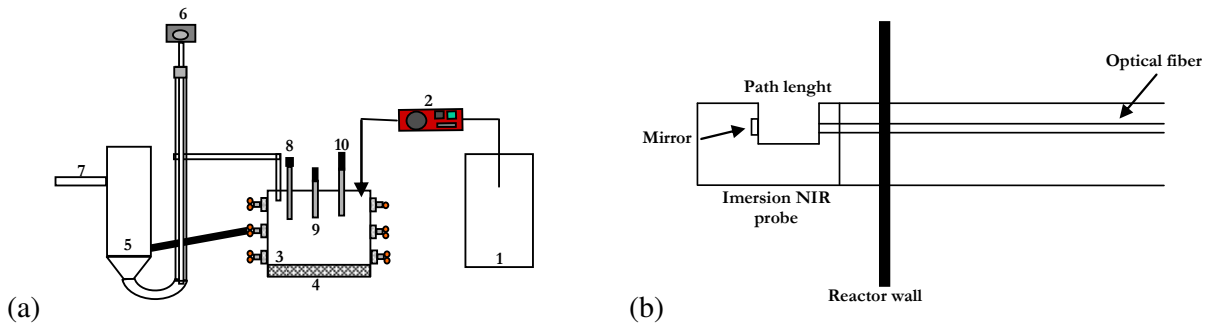 6
2
8
10
7
9
5
3
1
4
(a)
Optical fiber
Path lenght
Mirror
Imersion NIR
probe
Reactor wall
(b)